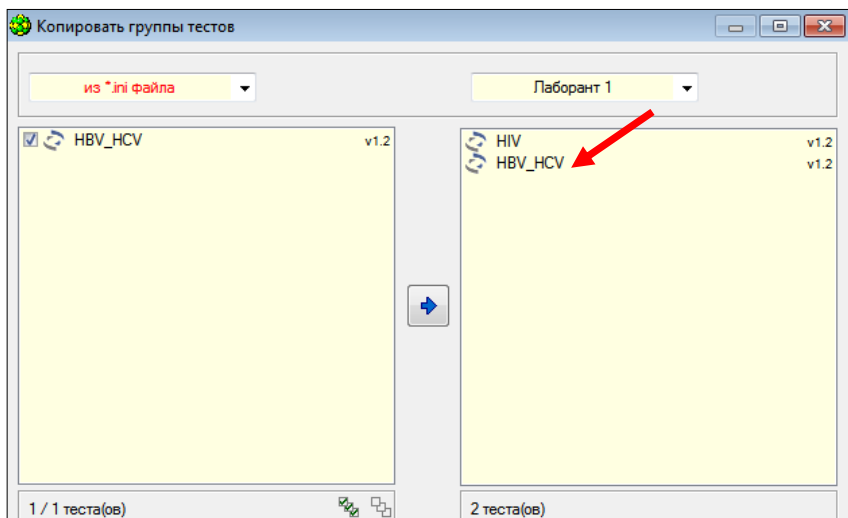 Копировать группы тестов
из *.ini файла
Лаборант 1
HBV_HCV v1.2
HIV v1.2
HBV_HCV v1.2
1 / 1 теста(ов)
2 теста(ов)